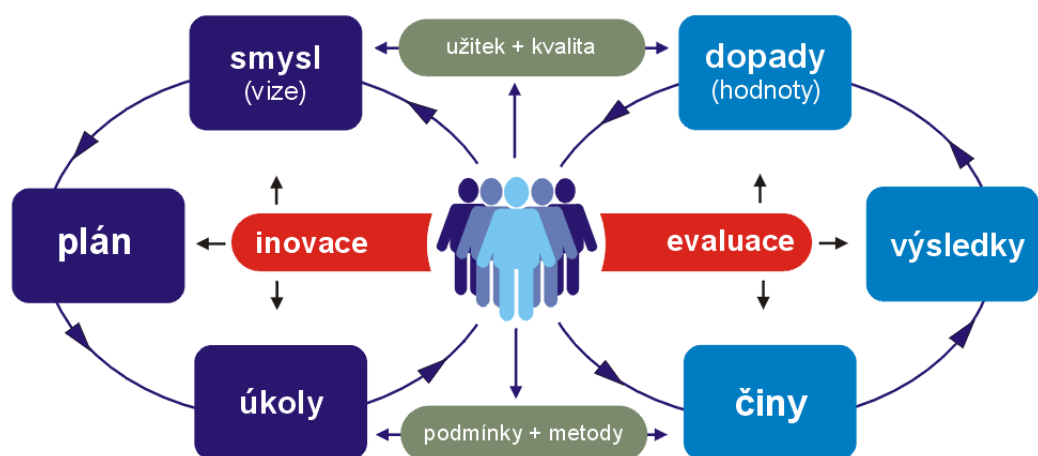 smysl
(vize)
užitek + kvalita
dopady
(hodnoty)
plán
inovace
evaluace
výsledky
úkoly
podmínky + metody
činy